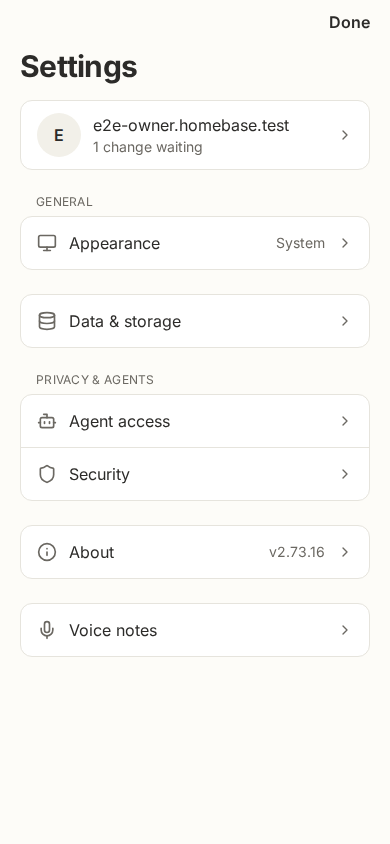 Done
Settings
E
e2e-owner.homebase.test
1 change waiting
GENERAL
Appearance System
Data & storage
PRIVACY & AGENTS
Agent access
Security
About v2.73.16
Voice notes